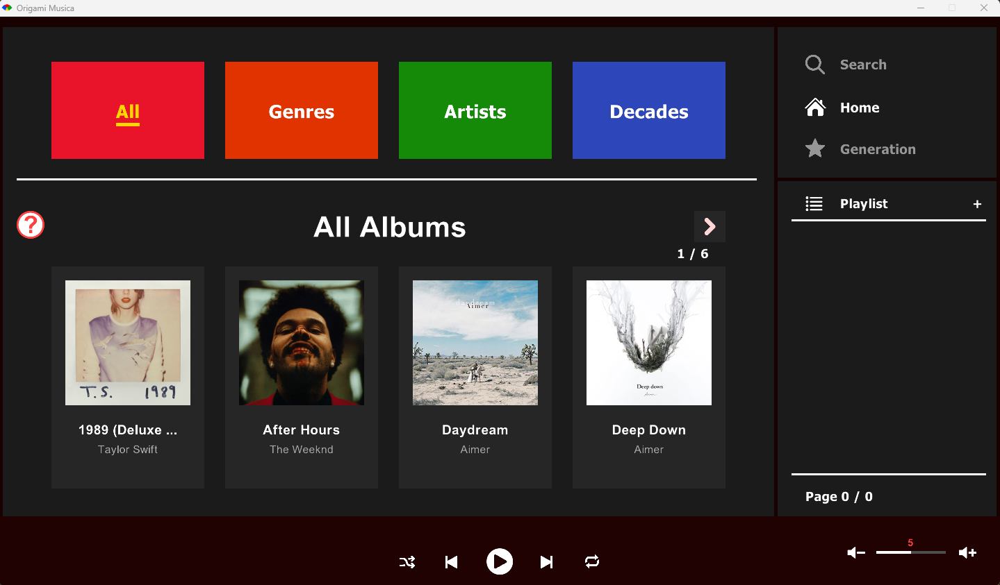 Origami Musica
All
Genres
Artists
Decades
Search
Home
Generation
?
All Albums
1 / 6
Playlist
+
T.S. 1989
daydream
Aimer
Deep down
Aimer
1989 (Deluxe ...
Taylor Swift
After Hours
The Weeknd
Daydream
Aimer
Deep Down
Aimer
Page 0 / 0
5